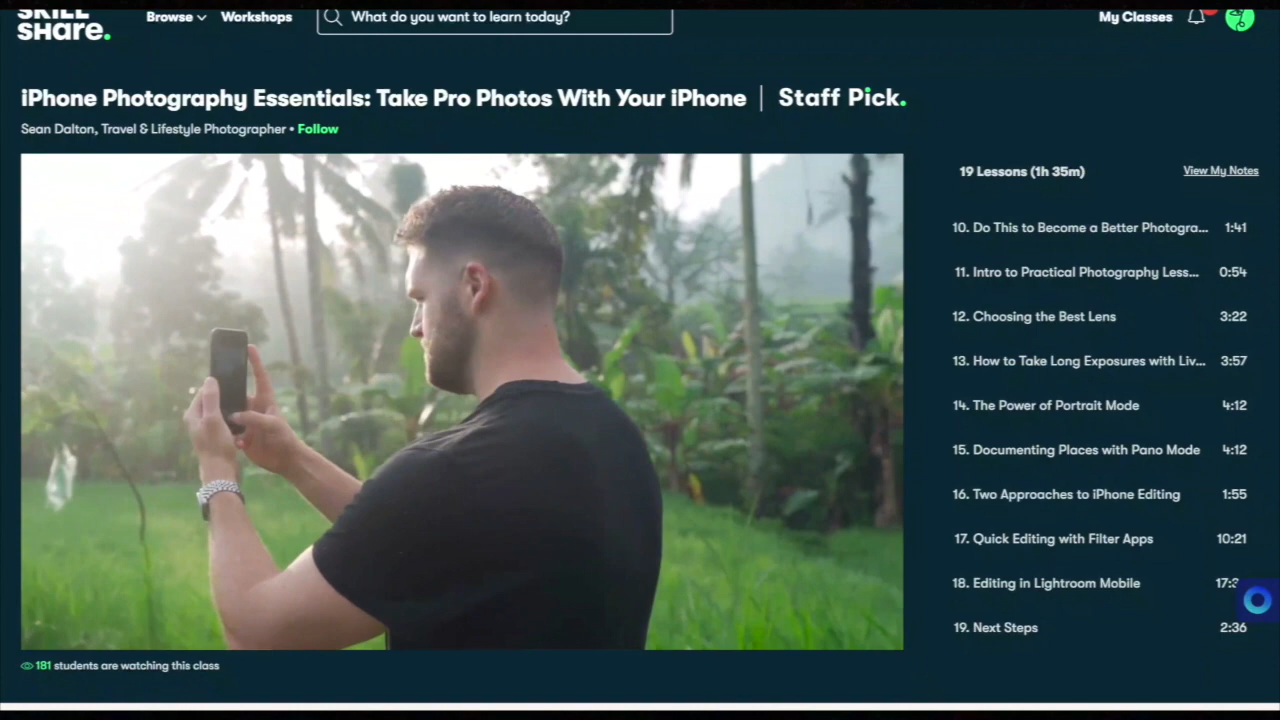 SKILL
SHare.
Browse
Workshops
What do you want to learn today?
My Classes
iPhone Photography Essentials: Take Pro Photos With Your iPhone | Staff Pick.
Sean Dalton, Travel & Lifestyle Photographer • Follow
19 Lessons (1h 35m)
View My Notes
10. Do This to Become a Better Photogra... 1:41
11. Intro to Practical Photography Less... 0:54
12. Choosing the Best Lens 3:22
13. How to Take Long Exposures with Liv... 3:57
14. The Power of Portrait Mode 4:12
15. Documenting Places with Pano Mode 4:12
16. Two Approaches to iPhone Editing 1:55
17. Quick Editing with Filter Apps 10:21
18. Editing in Lightroom Mobile
19. Next Steps 2:36
181 students are watching this class